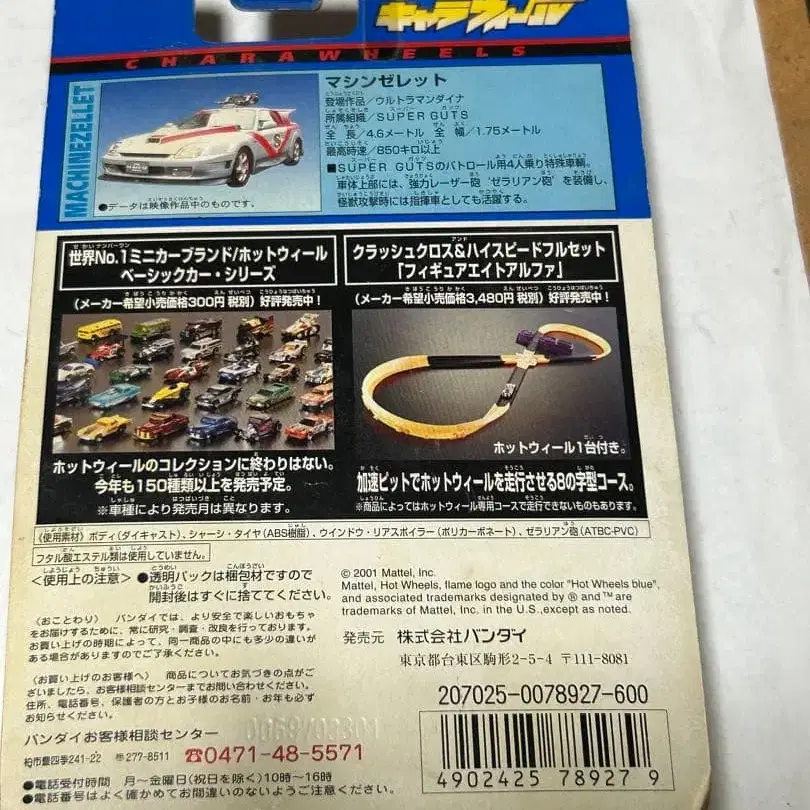 キャラウィール
CHARAWHEELS
MACHINEZELLET
マシンゼレット
登場作品/ウルトラマンダイナ
所属組織/SUPER GUTS
全 長/4.6メートル 全 幅/1.75メートル
最高時速/850キロ以上
■SUPER GUTSのパトロール用4人乗り特殊車輌。
車体上部には、強力レーザー砲‘ゼラリアン砲’を装備し、
怪獣攻撃時には指揮車としても活躍する。
●データは映像作品中のものです。
世界No.1ミニカーブランド/ホットウィール
ベーシックカー・シリーズ
(メーカー希望小売価格300円 税別) 好評発売中!
ホットウィールのコレクションに終わりはない。
今年も150種類以上を発売予定。
※車種により発売月は異なります。
クラッシュクロス&ハイスピードフルセット
「フィギュアエイトアルファ」
(メーカー希望小売価格3,480円 税別) 好評発売中!
ホットウィール1台付き。
加速ピットでホットウィールを走行させる8の字型コース。
※商品によってはホットウィール専用コースで走行できないものもあります。
《使用素材》ボディ(ダイキャスト)、シャーシ・タイヤ(ABS樹脂)、ウインドウ・リアスポイラー(ポリカーボネート)、ゼラリアン砲(ATBC-PVC)
フタル酸エステル類は使用していません。
<使用上の注意> ●透明パックは梱包材ですので
開封後はすぐに捨ててください。
〈おことわり〉 バンダイでは、より安全で楽しいおもちゃ
をお届けするために、常に研究・調査・改良を行っております。
お買い上げの時期によって、同一商品の中にも多少の違いが
ある場合がありますのでご了承ください。
〈お買い上げのお客様へ〉 商品についてお気づきの点がご
ざいましたら、お客様相談センターまでお問い合わせください。
住所、電話番号、保護者の方とお子様のお名前・お年も必ず
お知らせください。
バンダイお客様相談センター
柏市豊四季241-22 〠277-8511 ☎0471-48-5571
●電話受付時間 月〜金曜日(祝日を除く)10時〜16時
●電話番号はよく確かめてお間違いのないようご注意ください。
© 2001 Mattel, Inc.
Mattel, Hot Wheels, flame logo and the color "Hot Wheels blue",
and associated trademarks designated by ® and ™ are
trademarks of Mattel, Inc. in the U.S.,except as noted.
発売元 株式会社バンダイ
東京都台東区駒形2-5-4 〒111-8081
207025-0078927-600
4902425 78927 9